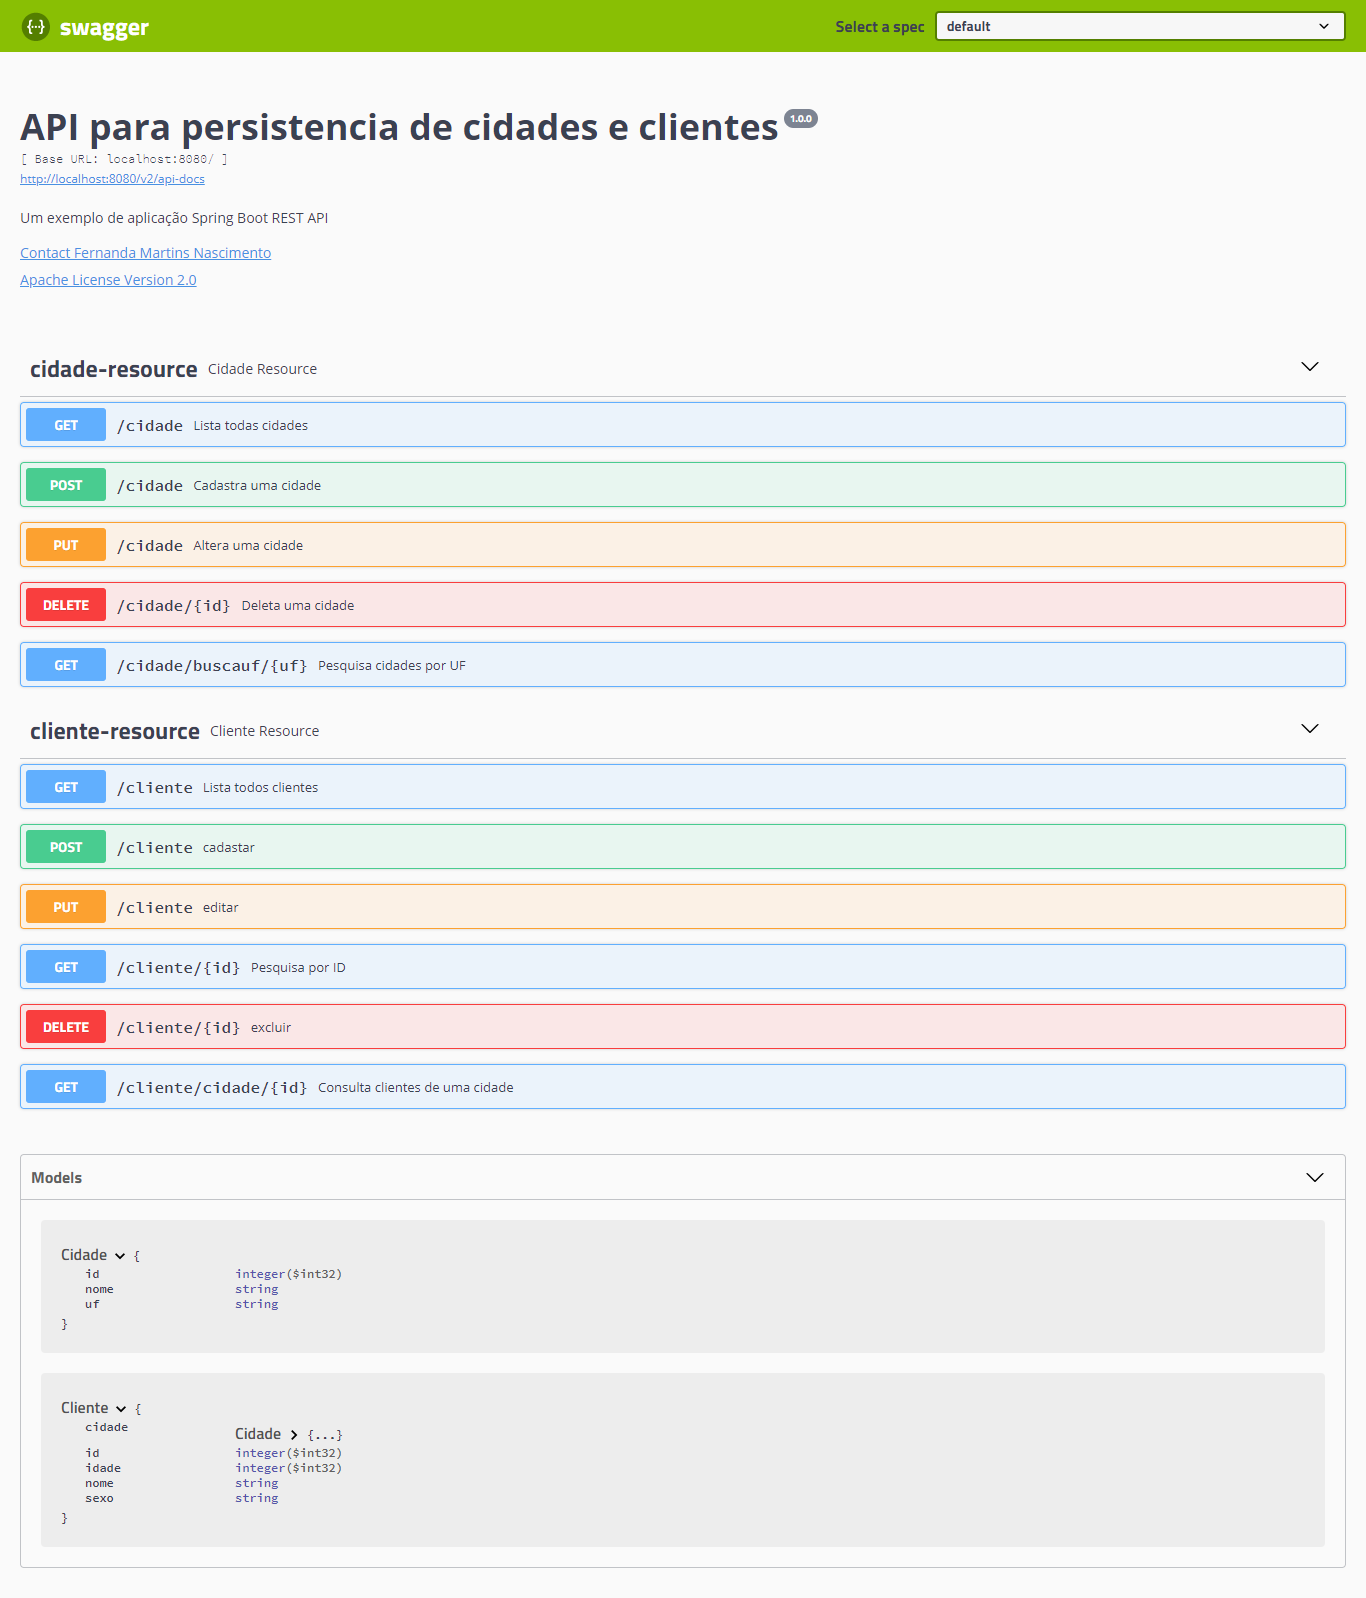 {···} swagger
Select a spec default
API para persistencia de cidades e clientes 1.0.0
[ Base URL: localhost:8080/ ]
http://localhost:8080/v2/api-docs
Um exemplo de aplicação Spring Boot REST API
Contact Fernanda Martins Nascimento
Apache License Version 2.0
cidade-resource Cidade Resource
GET /cidade Lista todas cidades
POST /cidade Cadastra uma cidade
PUT /cidade Altera uma cidade
DELETE /cidade/{id} Deleta uma cidade
GET /cidade/buscauf/{uf} Pesquisa cidades por UF
cliente-resource Cliente Resource
GET /cliente Lista todos clientes
POST /cliente cadastar
PUT /cliente editar
GET /cliente/{id} Pesquisa por ID
DELETE /cliente/{id} excluir
GET /cliente/cidade/{id} Consulta clientes de uma cidade
Models
Cidade {
id integer($int32)
nome string
uf string
}
Cliente {
cidade Cidade {...}
id integer($int32)
idade integer($int32)
nome string
sexo string
}